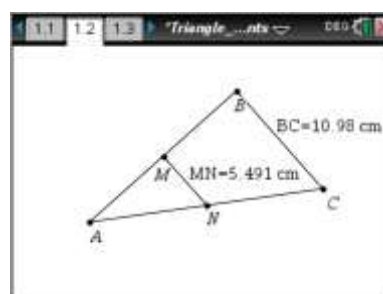 1.1 1.2 1.3 "Triangle_...nts DEG
B
BC=10.98 cm
M MN=5.491 cm
C
N
A